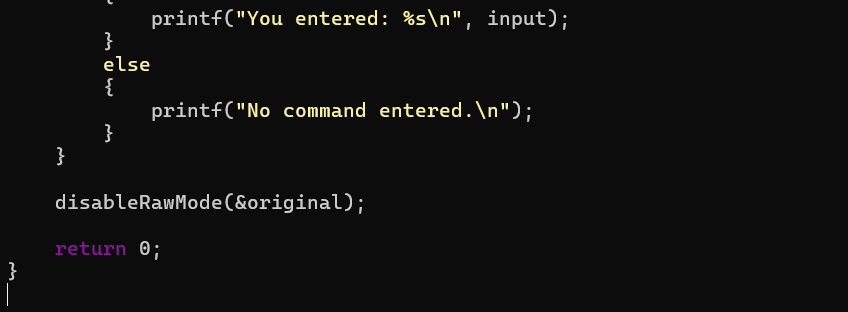 {
            printf("You entered: %s\n", input);
        }
        else
        {
            printf("No command entered.\n");
        }
    }

    disableRawMode(&original);

    return 0;
}